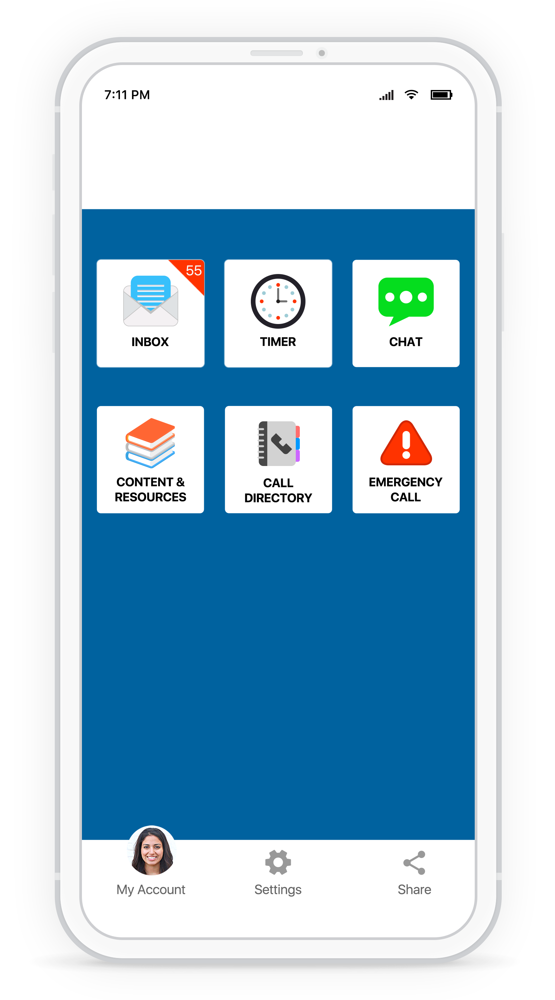 7:11 PM
55
INBOX
TIMER
CHAT
CONTENT &
RESOURCES
CALL
DIRECTORY
EMERGENCY
CALL
My Account
Settings
Share